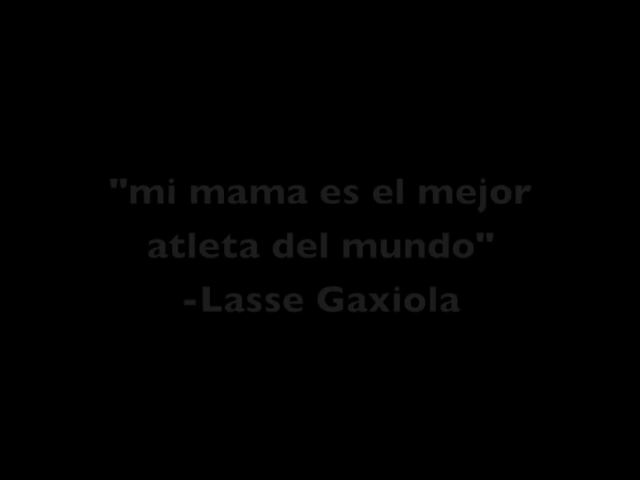 "mi mama es el mejor
atleta del mundo"
-Lasse Gaxiola